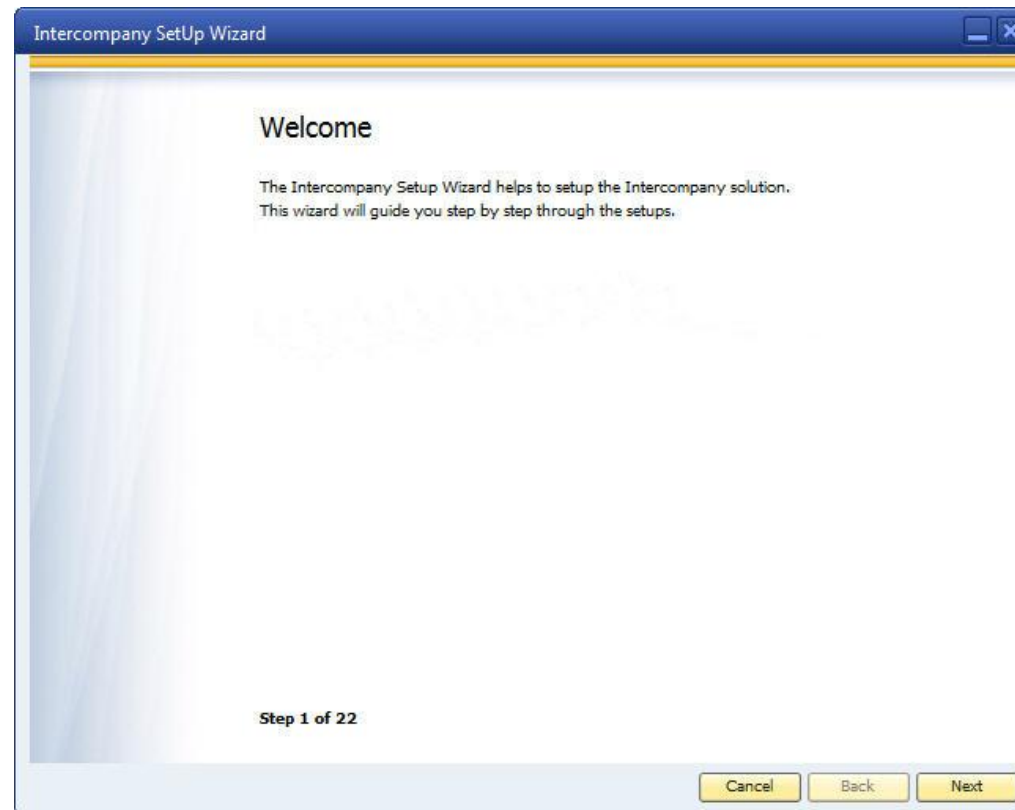 Intercompany SetUp Wizard
Welcome
The Intercompany Setup Wizard helps to setup the Intercompany solution.
This wizard will guide you step by step through the setups.
Step 1 of 22
Cancel Back Next